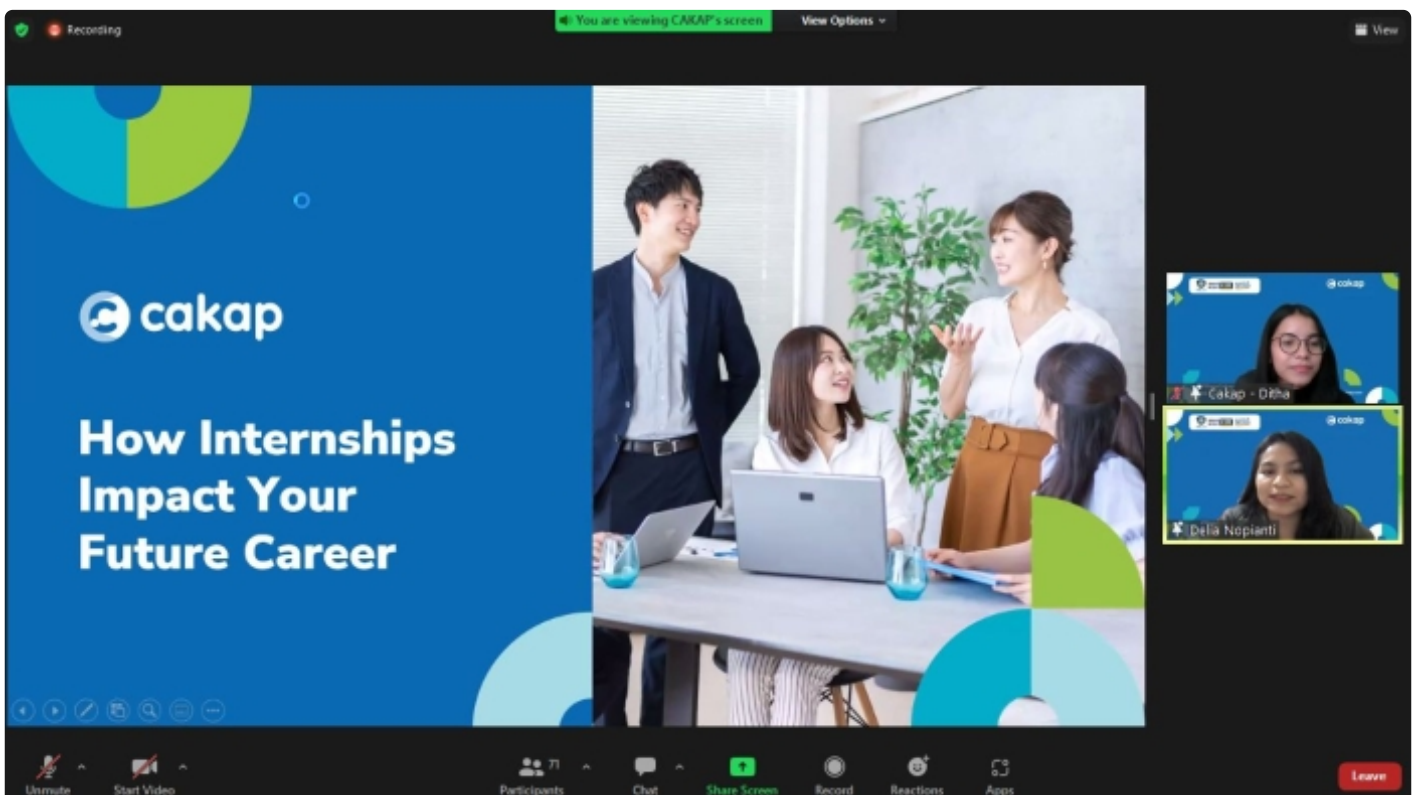 Recording
You are viewing CAKAP's screen
View Options
View
cakap
How Internships
Impact Your
Future Career
cakap
Cakap - Ditha
cakap
Delia Nopianti
Unmute
Start Video
71
Participants
Chat
Share Screen
Record
Reactions
Apps
Leave